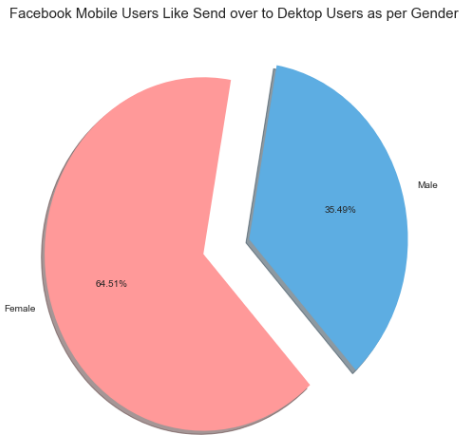 Facebook Mobile Users Like Send over to Dektop Users as per Gender
Male
35.49%
64.51%
Female